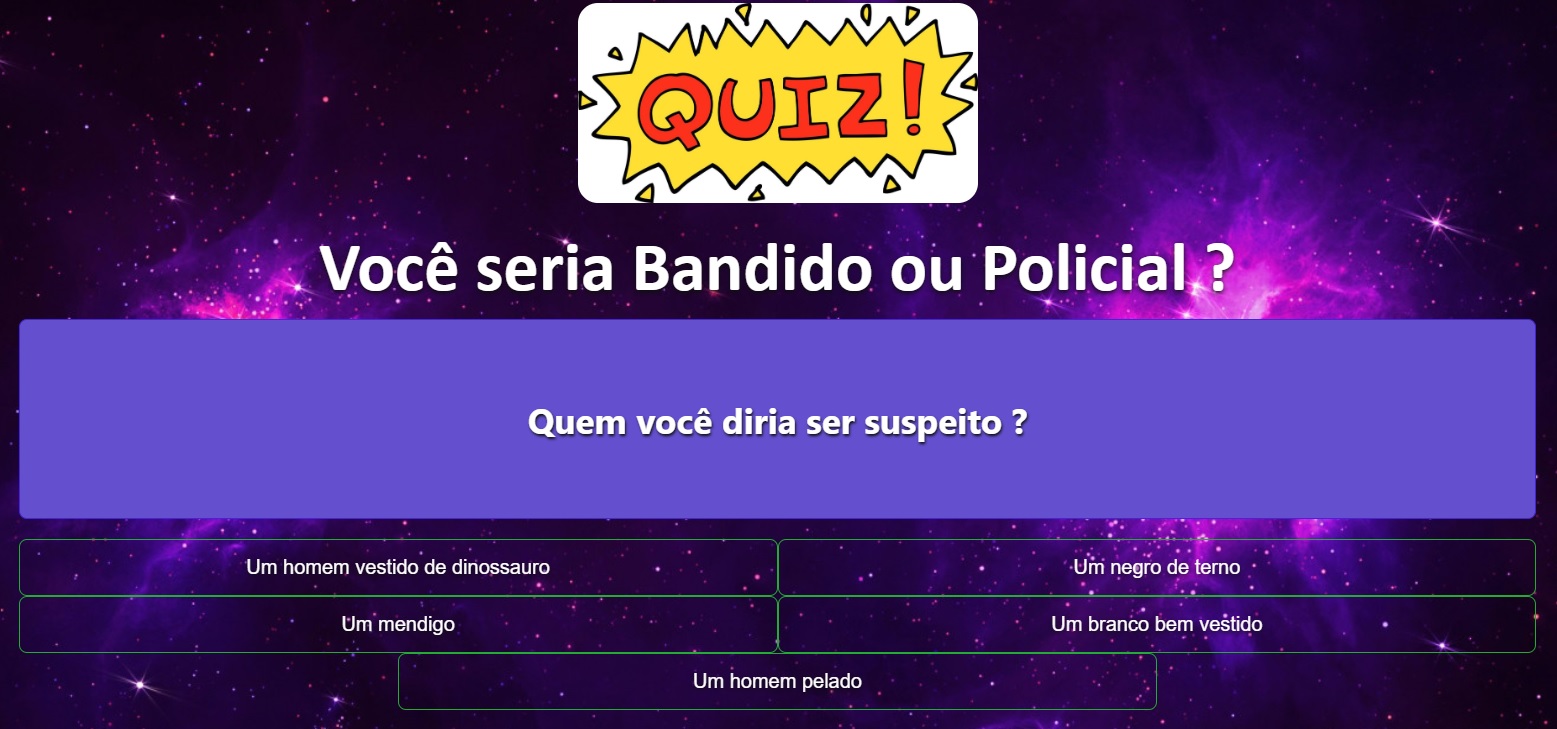 QUIZ!
Você seria Bandido ou Policial ?
Quem você diria ser suspeito ?
Um homem vestido de dinossauro
Um negro de terno
Um mendigo
Um branco bem vestido
Um homem pelado